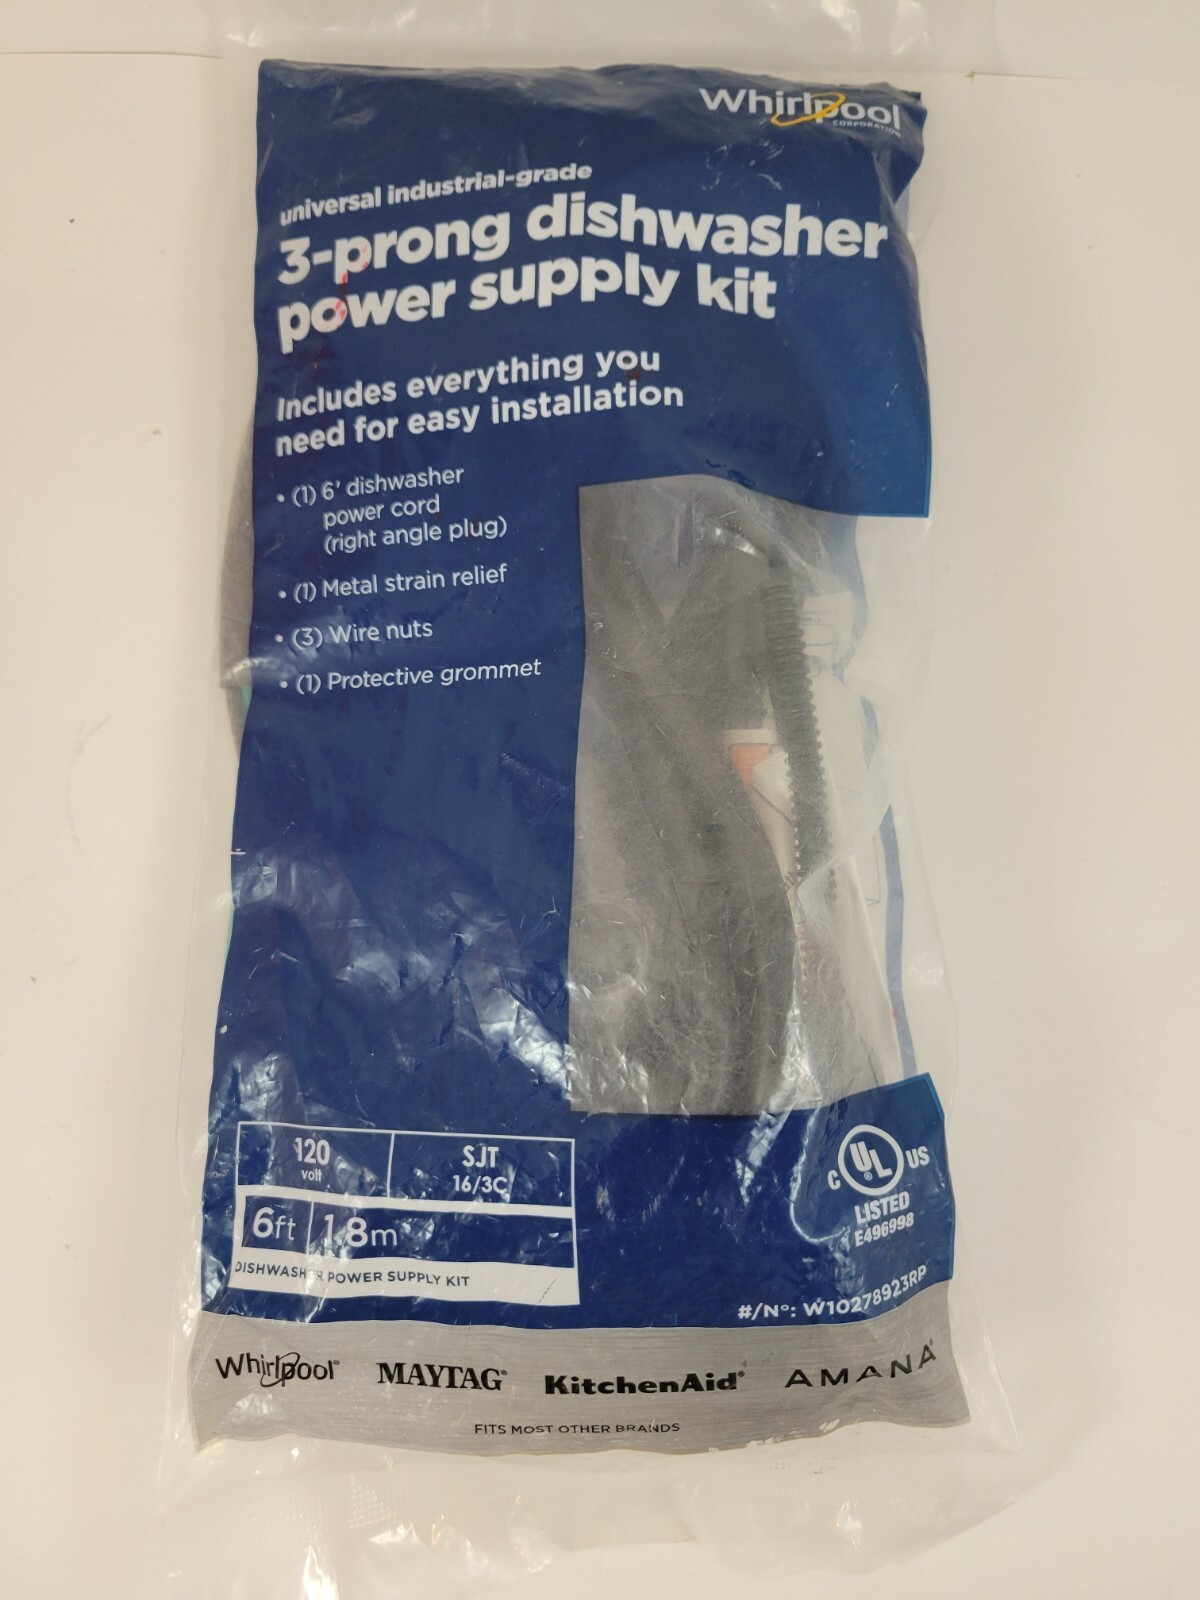 Whirlpool
CORPORATION
universal industrial-grade
3-prong dishwasher
power supply kit
Includes everything you
need for easy installation
• (1) 6' dishwasher
power cord
(right angle plug)
• (1) Metal strain relief
• (3) Wire nuts
• (1) Protective grommet
120
volt
SJT
16/3C
6ft 1.8m
DISHWASHER POWER SUPPLY KIT
C UL® US
LISTED
E496998
#/N°: W10278923RP
Whirlpool® MAYTAG® KitchenAid® AMANA®
FITS MOST OTHER BRANDS